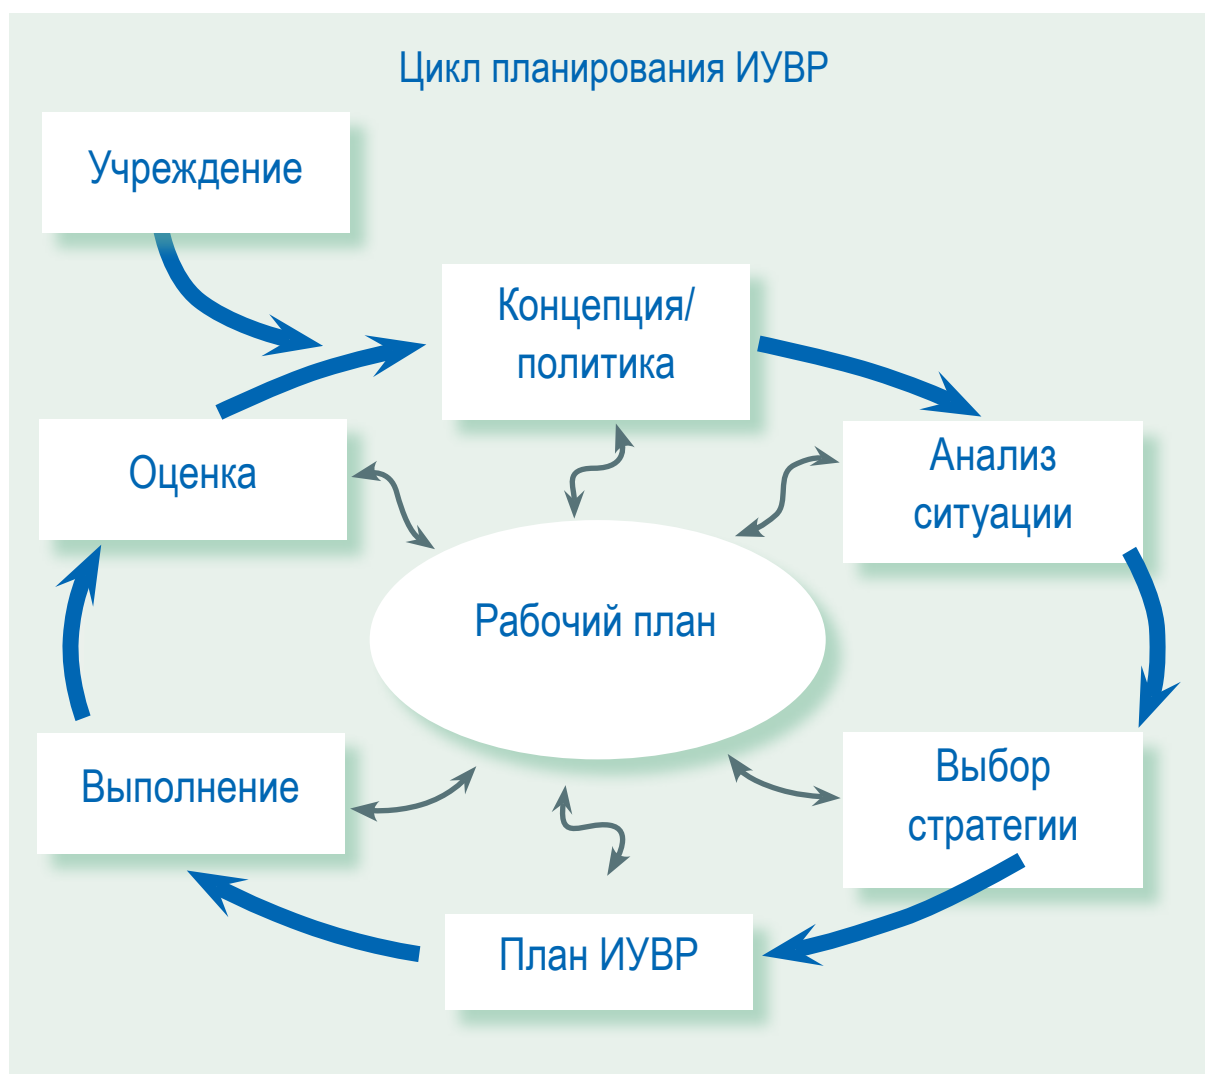 Цикл планирования ИУВР
Учреждение
Концепция/
политика
Оценка
Анализ
ситуации
Рабочий план
Выполнение
Выбор
стратегии
План ИУВР